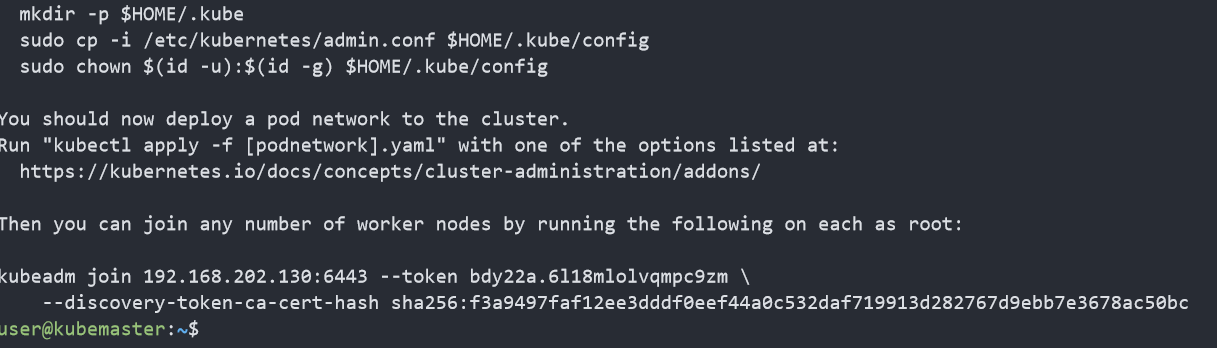 mkdir -p $HOME/.kube
sudo cp -i /etc/kubernetes/admin.conf $HOME/.kube/config
sudo chown $(id -u):$(id -g) $HOME/.kube/config
You should now deploy a pod network to the cluster.
Run "kubectl apply -f [podnetwork].yaml" with one of the options listed at:
https://kubernetes.io/docs/concepts/cluster-administration/addons/
Then you can join any number of worker nodes by running the following on each as root:
kubeadm join 192.168.202.130:6443 --token bdy22a.6l18mlolvqmpc9zm \
--discovery-token-ca-cert-hash sha256:f3a9497faf12ee3dddf0eef44a0c532daf719913d282767d9ebb7e3678ac50bc
user@kubemaster:~$